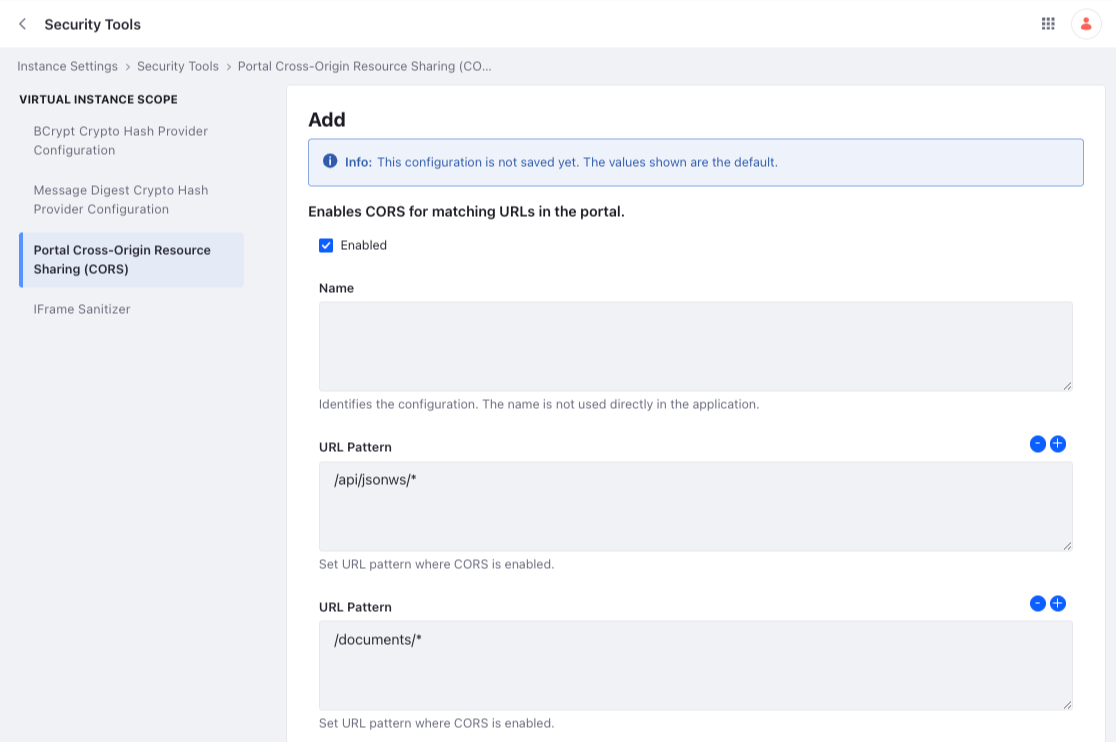 Security Tools
Instance Settings > Security Tools > Portal Cross-Origin Resource Sharing (CO...
VIRTUAL INSTANCE SCOPE
BCrypt Crypto Hash Provider
Configuration
Message Digest Crypto Hash
Provider Configuration
Portal Cross-Origin Resource
Sharing (CORS)
IFrame Sanitizer
Add
Info: This configuration is not saved yet. The values shown are the default.
Enables CORS for matching URLs in the portal.
Enabled
Name
Identifies the configuration. The name is not used directly in the application.
URL Pattern
/api/jsonws/*
Set URL pattern where CORS is enabled.
URL Pattern
/documents/*
Set URL pattern where CORS is enabled.